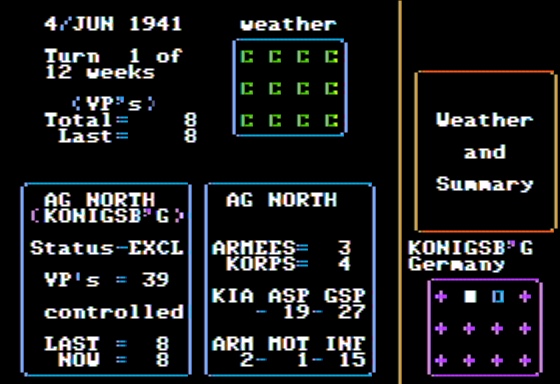 4/JUN 1941
Turn 1 of
12 weeks
(VP"s)
Total= 8
Last= 8
weather
C C C C
C C C C
C C C C
AG NORTH
(KONIGSB"G)
Status-EXCL
VP's = 39
controlled
LAST = 8
NOW = 8
AG NORTH
ARMEES= 3
KORPS= 4
KIA ASP GSP
- 19- 27
ARM MOT INF
2- 1- 15
Weather
and
Summary
KONIGSB"G
Germany